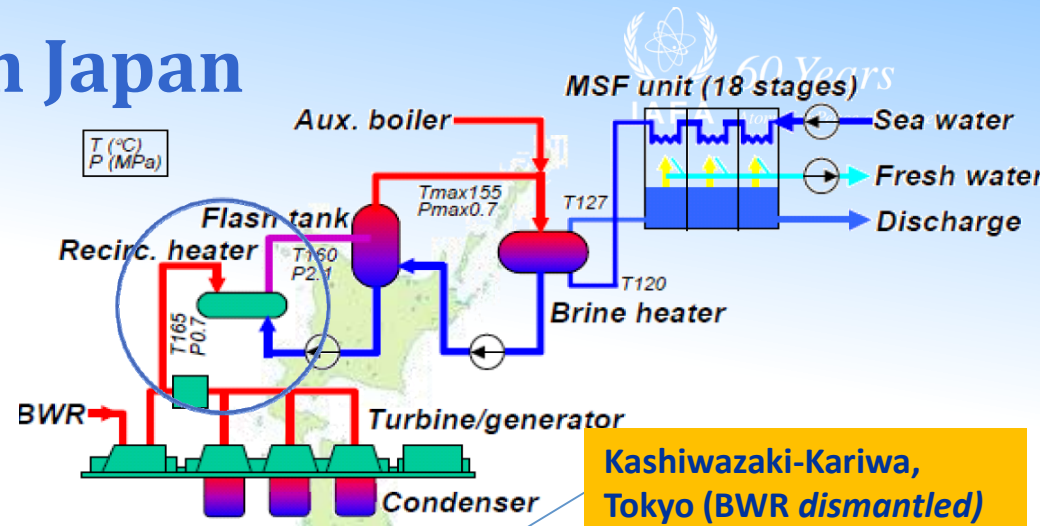 n Japan
60 Years
IAEA
MSF unit (18 stages)
Aux. boiler
Sea water
T (°C)
P (MPa)
Fresh water
Tmax155
Pmax0.7
T127
Flash tank
Discharge
Recirc. heater
T160
P2.1
T120
Brine heater
T165
P0.7
BWR
Turbine/generator
Condenser
Kashiwazaki-Kariwa,
Tokyo (BWR dismantled)